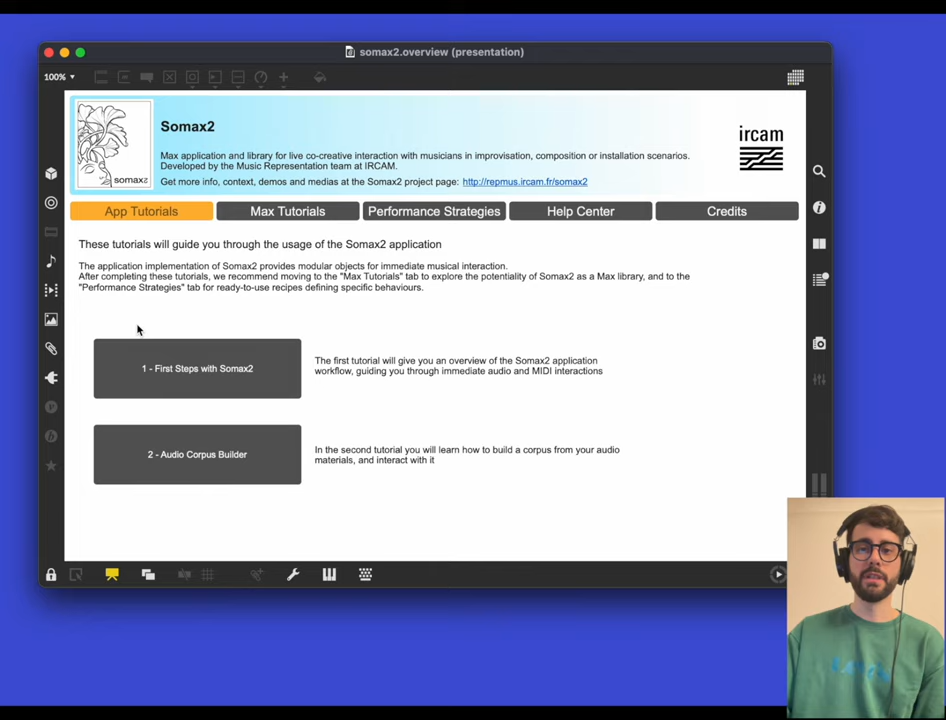 somax2.overview (presentation)
100%
somax2
Somax2
Max application and library for live co-creative interaction with musicians in improvisation, composition or installation scenarios.
Developed by the Music Representation team at IRCAM.
Get more info, context, demos and medias at the Somax2 project page: http://repmus.ircam.fr/somax2
ircam
App Tutorials
Max Tutorials
Performance Strategies
Help Center
Credits
These tutorials will guide you through the usage of the Somax2 application
The application implementation of Somax2 provides modular objects for immediate musical interaction.
After completing these tutorials, we recommend moving to the "Max Tutorials" tab to explore the potentiality of Somax2 as a Max library, and to the
"Performance Strategies" tab for ready-to-use recipes defining specific behaviours.
1 - First Steps with Somax2
The first tutorial will give you an overview of the Somax2 application
workflow, guiding you through immediate audio and MIDI interactions
2 - Audio Corpus Builder
In the second tutorial you will learn how to build a corpus from your audio
materials, and interact with it